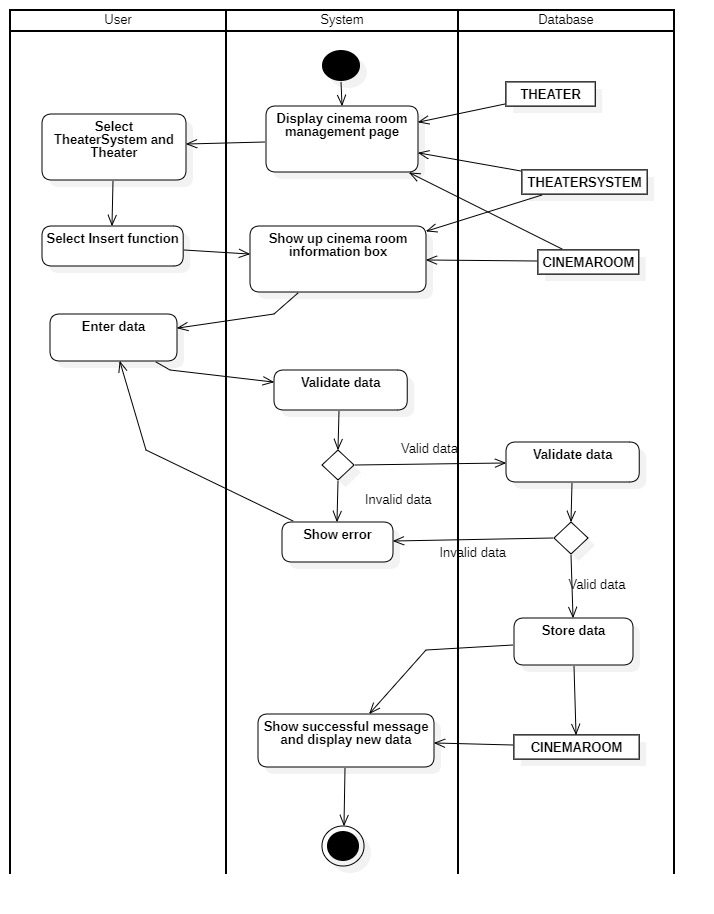 User
System
Database
THEATER
Display cinema room
management page
Select
TheaterSystem and
Theater
THEATERSYSTEM
Select Insert function
Show up cinema room
information box
CINEMAROOM
Enter data
Validate data
Valid data
Validate data
Invalid data
Show error
Invalid data
Valid data
Store data
Show successful message
and display new data
CINEMAROOM